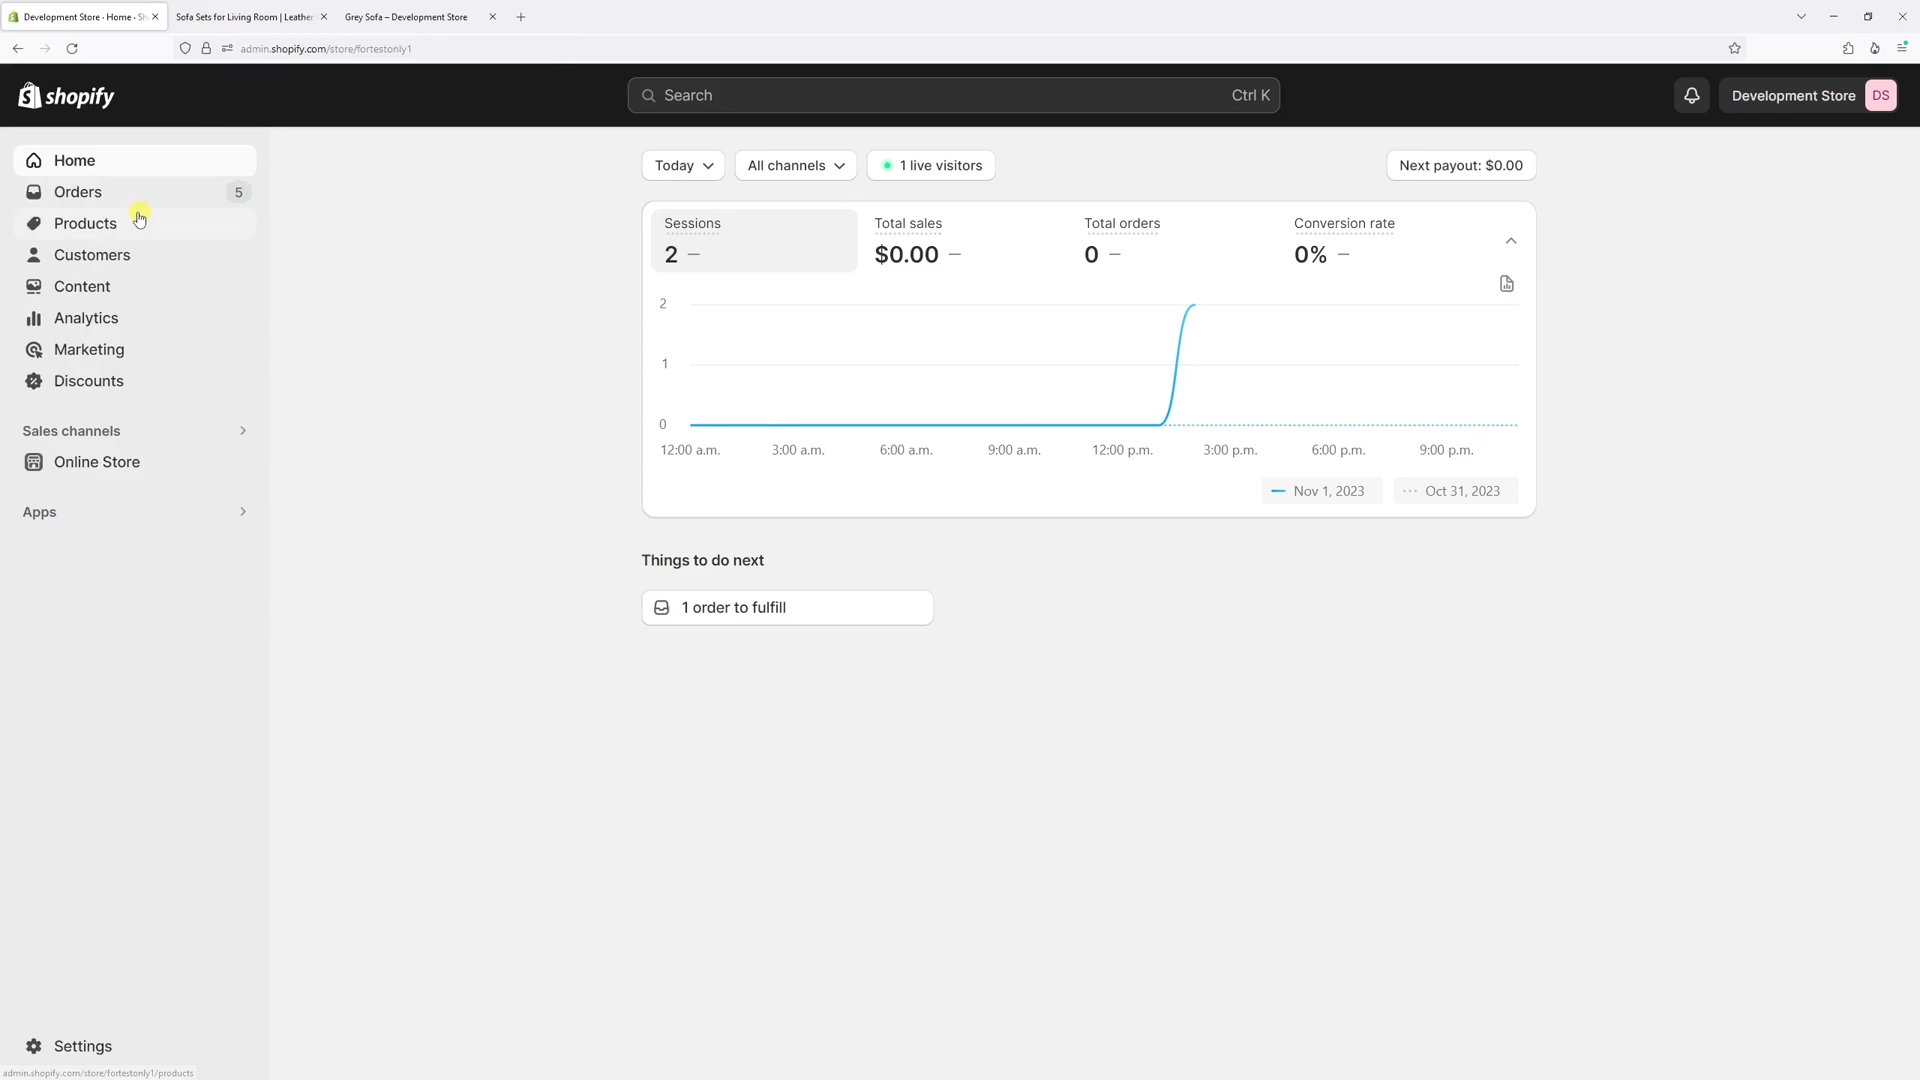 Development Store · Home · Sh
Sofa Sets for Living Room | Leather
Grey Sofa – Development Store
admin.shopify.com/store/fortestonly1
shopify
Search
Ctrl K
Development Store
DS
Home
Orders
5
Products
Customers
Content
Analytics
Marketing
Discounts
Sales channels
Online Store
Apps
Settings
admin.shopify.com/store/fortestonly1/products
Today
All channels
1 live visitors
Next payout: $0.00
Sessions
2 –
Total sales
$0.00 –
Total orders
0 –
Conversion rate
0% –
2
1
0
12:00 a.m.
3:00 a.m.
6:00 a.m.
9:00 a.m.
12:00 p.m.
3:00 p.m.
6:00 p.m.
9:00 p.m.
Nov 1, 2023
Oct 31, 2023
Things to do next
1 order to fulfill